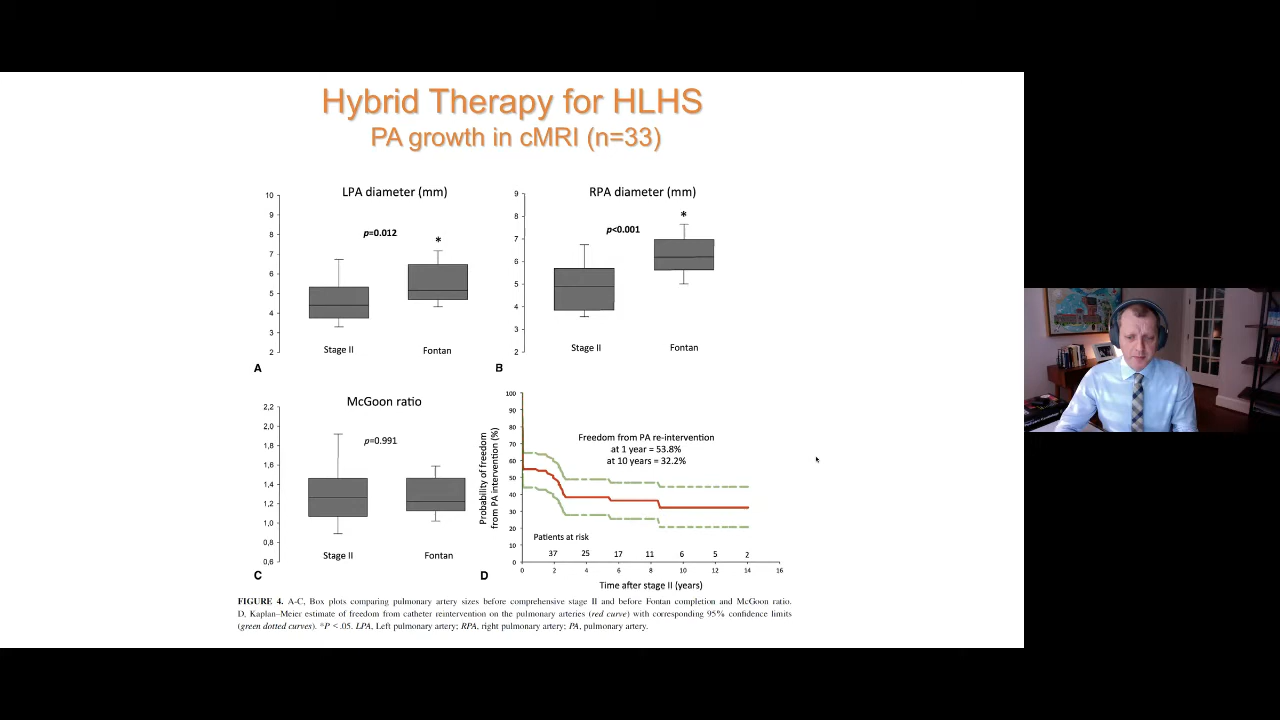 Hybrid Therapy for HLHS
PA growth in cMRI (n=33)
LPA diameter (mm)
10
9
8
7
6
5
4
3
2
p=0.012
*
Stage II
Fontan
A
RPA diameter (mm)
9
8
7
6
5
4
3
2
p<0.001
*
Stage II
Fontan
B
McGoon ratio
2,2
2,0
1,8
1,6
1,4
1,2
1,0
0,8
0,6
p=0.991
Stage II
Fontan
C
Probability of freedom
from PA intervention (%)
100
90
80
70
60
50
40
30
20
10
0
Freedom from PA re-intervention
at 1 year = 53.8%
at 10 years = 32.2%
Patients at risk
37 25 17 11 6 5 2
0 2 4 6 8 10 12 14 16
Time after stage II (years)
D
FIGURE 4. A-C, Box plots comparing pulmonary artery sizes before comprehensive stage II and before Fontan completion and McGoon ratio.
D, Kaplan–Meier estimate of freedom from catheter reintervention on the pulmonary arteries (red curve) with corresponding 95% confidence limits
(green dotted curves). *P < .05. LPA, Left pulmonary artery; RPA, right pulmonary artery; PA, pulmonary artery.